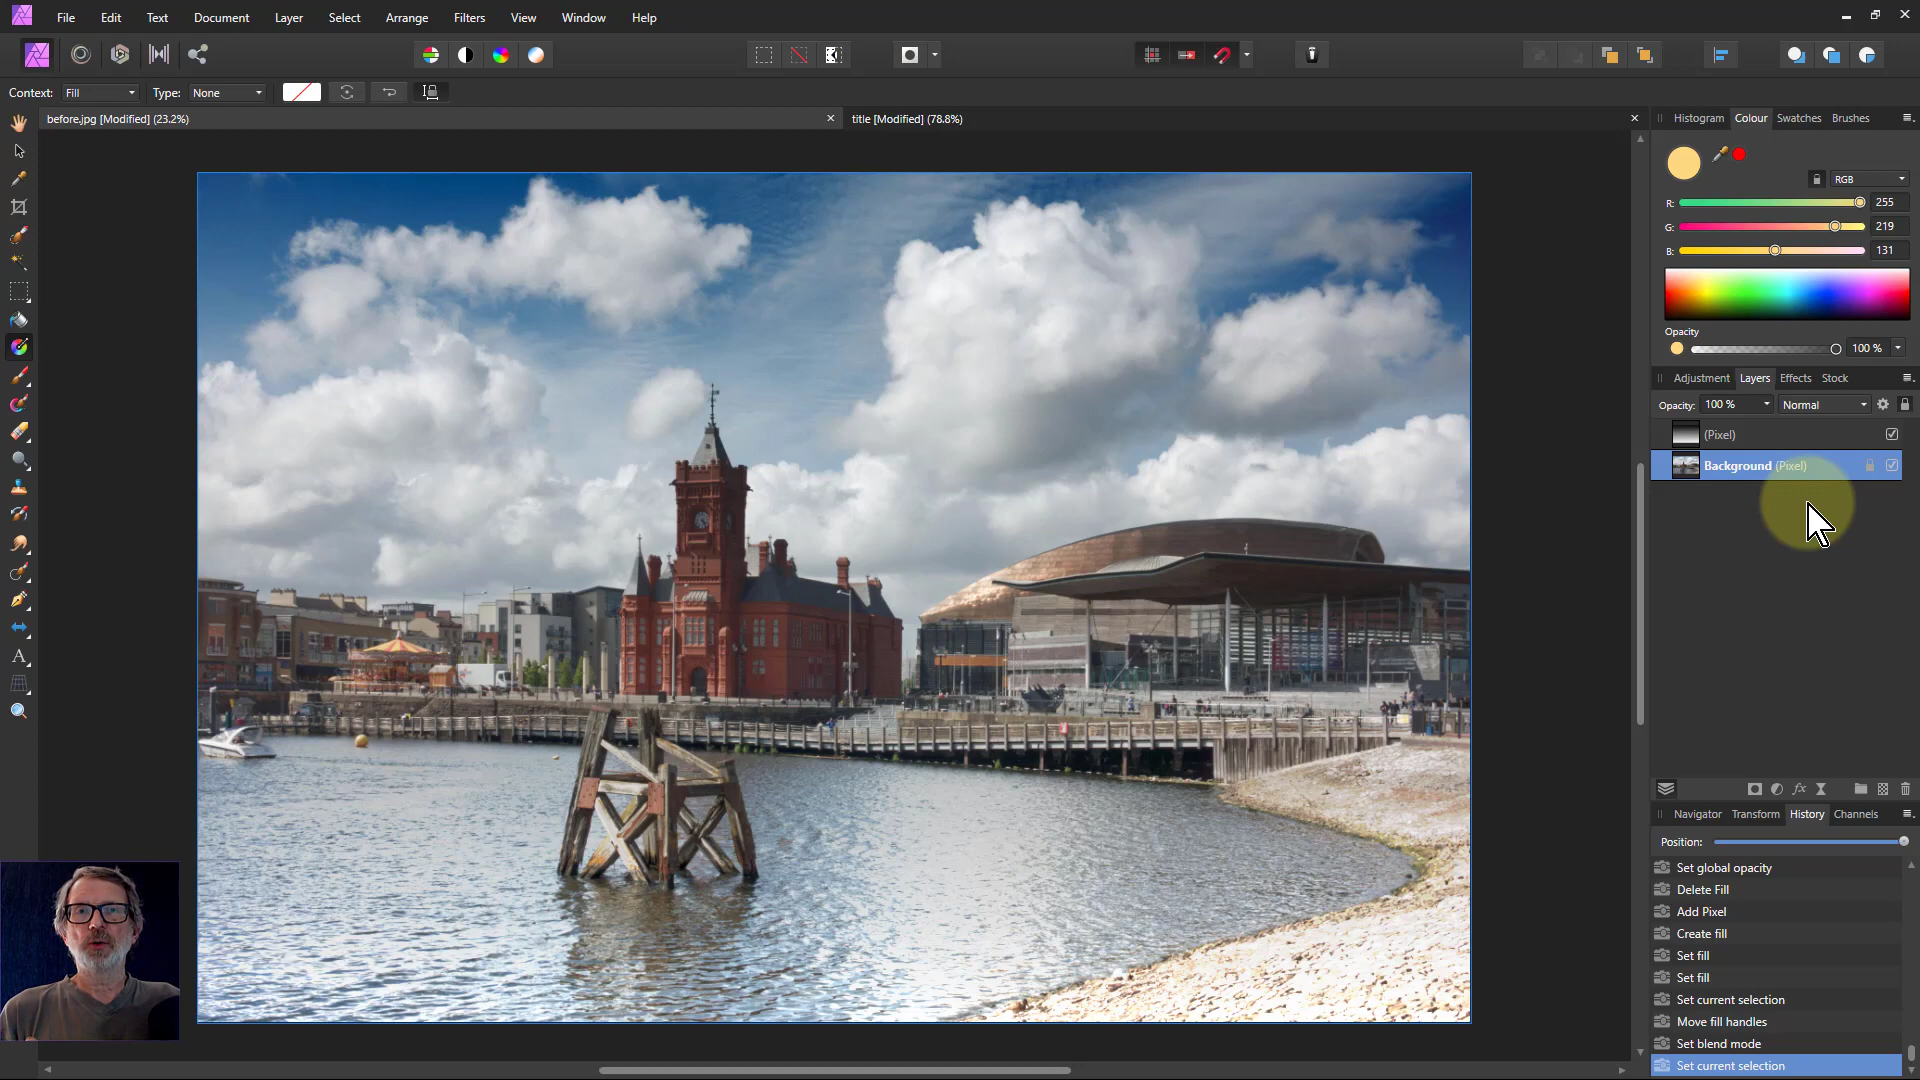 File Edit Text Document Layer Select Arrange Filters View Window Help
Context: Fill Type: None
before.jpg [Modified] (23.2%)
title [Modified] (78.8%)
Histogram Colour Swatches Brushes
RGB
R: 255
G: 219
B: 131
Opacity
100 %
Adjustment Layers Effects Stock
Opacity: 100 % Normal
(Pixel)
Background (Pixel)
fx
Navigator Transform History Channels
Position:
Set global opacity
Delete Fill
Add Pixel
Create fill
Set fill
Set fill
Set current selection
Move fill handles
Set blend mode
Set current selection